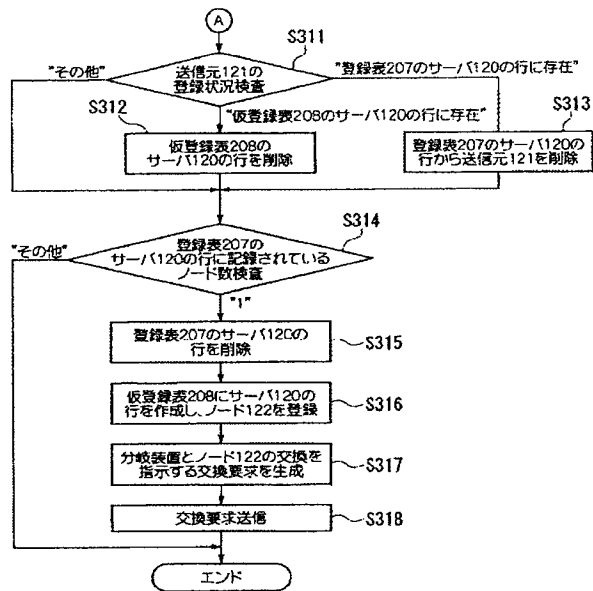 A
S311
送信元121の
登録状況検査
"その他"
"登録表207のサーバ120の行に存在"
"仮登録表208のサーバ120の行に存在"
S312
仮登録表208の
サーバ120の行を削除
S313
登録表207のサーバ120の
行から送信元121を削除
S314
"その他"
登録表207の
サーバ120の行に記録されている
ノード数検査
"1"
登録表207のサーバ120の
行を削除
S315
仮登録表208にサーバ120の
行を作成し、ノード122を登録
S316
分岐装置とノード122の交換を
指示する交換要求を生成
S317
交換要求送信
S318
エンド